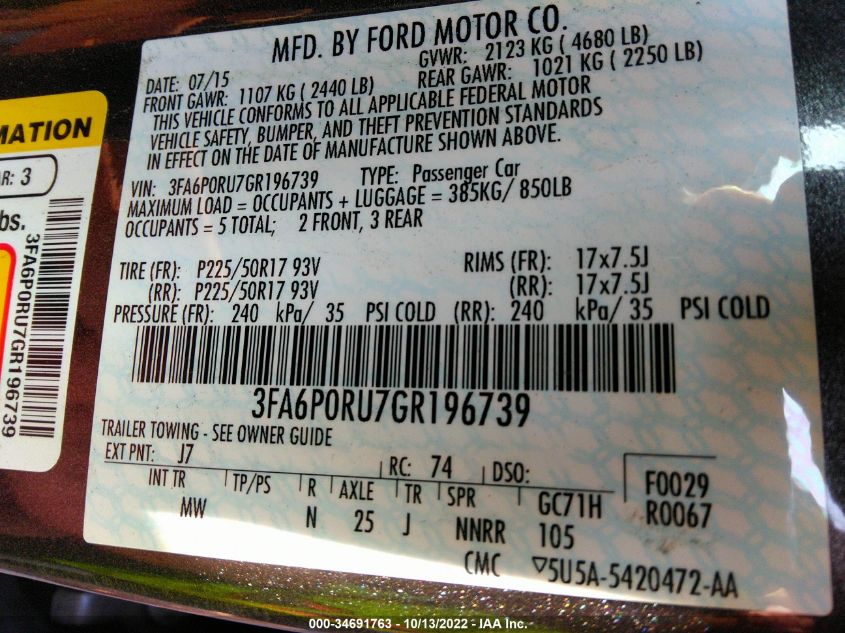 MATION
AR: 3
bs.
3FA6P0RU7GR196739
MFD. BY FORD MOTOR CO.
DATE: 07/15 GVWR: 2123 KG ( 4680 LB)
FRONT GAWR: 1107 KG ( 2440 LB) REAR GAWR: 1021 KG ( 2250 LB)
THIS VEHICLE CONFORMS TO ALL APPLICABLE FEDERAL MOTOR
VEHICLE SAFETY, BUMPER, AND THEFT PREVENTION STANDARDS
IN EFFECT ON THE DATE OF MANUFACTURE SHOWN ABOVE.
VIN: 3FA6P0RU7GR196739 TYPE: Passenger Car
MAXIMUM LOAD = OCCUPANTS + LUGGAGE = 385KG/ 850LB
OCCUPANTS = 5 TOTAL; 2 FRONT, 3 REAR
TIRE (FR): P225/50R17 93V RIMS (FR): 17x7.5J
(RR): P225/50R17 93V (RR): 17x7.5J
PRESSURE (FR): 240 kPa/ 35 PSI COLD (RR): 240 kPa/ 35 PSI COLD
3FA6P0RU7GR196739
TRAILER TOWING - SEE OWNER GUIDE
EXT PNT: J7 RC: 74 DSO:
INT TR TP/PS R AXLE TR SPR GC71H F0029
MW N 25 J NNRR 105 R0067
CMC ▽5U5A-5420472-AA
000-34691763 - 10/13/2022 - IAA Inc.